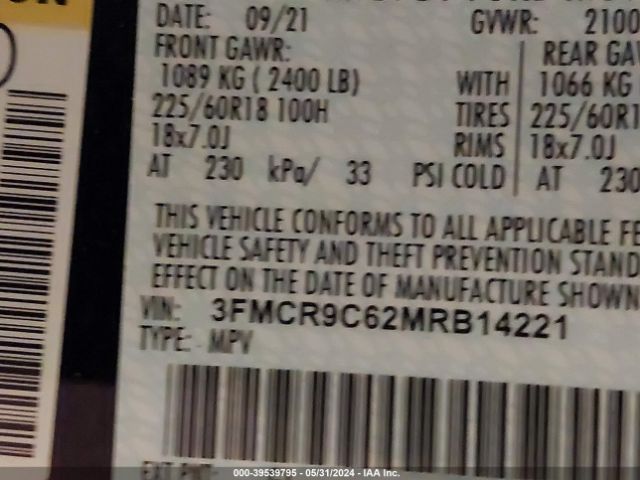 DATE: 09/21 GVWR: 2100
FRONT GAWR: REAR GAW
1089 KG ( 2400 LB) WITH 1066 KG
225/60R18 100H TIRES 225/60R1
18x7.0J RIMS 18x7.0J
AT 230 kPa/ 33 PSI COLD AT 230
THIS VEHICLE CONFORMS TO ALL APPLICABLE FE
VEHICLE SAFETY AND THEFT PREVENTION STAND
EFFECT ON THE DATE OF MANUFACTURE SHOWN
VIN: 3FMCR9C62MRB14221
TYPE: MPV
000-39539795 - 05/31/2024 - IAA Inc.